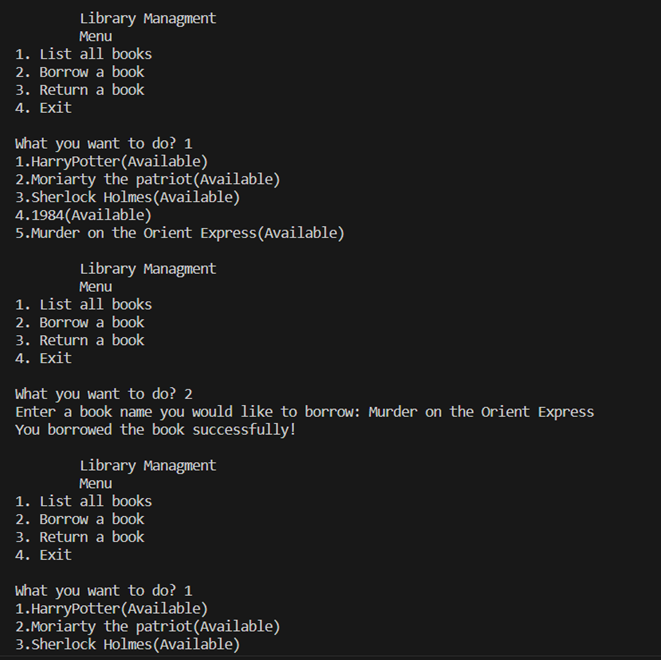 Library Managment
Menu
1. List all books
2. Borrow a book
3. Return a book
4. Exit
What you want to do? 1
1.HarryPotter(Available)
2.Moriarty the patriot(Available)
3.Sherlock Holmes(Available)
4.1984(Available)
5.Murder on the Orient Express(Available)
Library Managment
Menu
1. List all books
2. Borrow a book
3. Return a book
4. Exit
What you want to do? 2
Enter a book name you would like to borrow: Murder on the Orient Express
You borrowed the book successfully!
Library Managment
Menu
1. List all books
2. Borrow a book
3. Return a book
4. Exit
What you want to do? 1
1.HarryPotter(Available)
2.Moriarty the patriot(Available)
3.Sherlock Holmes(Available)